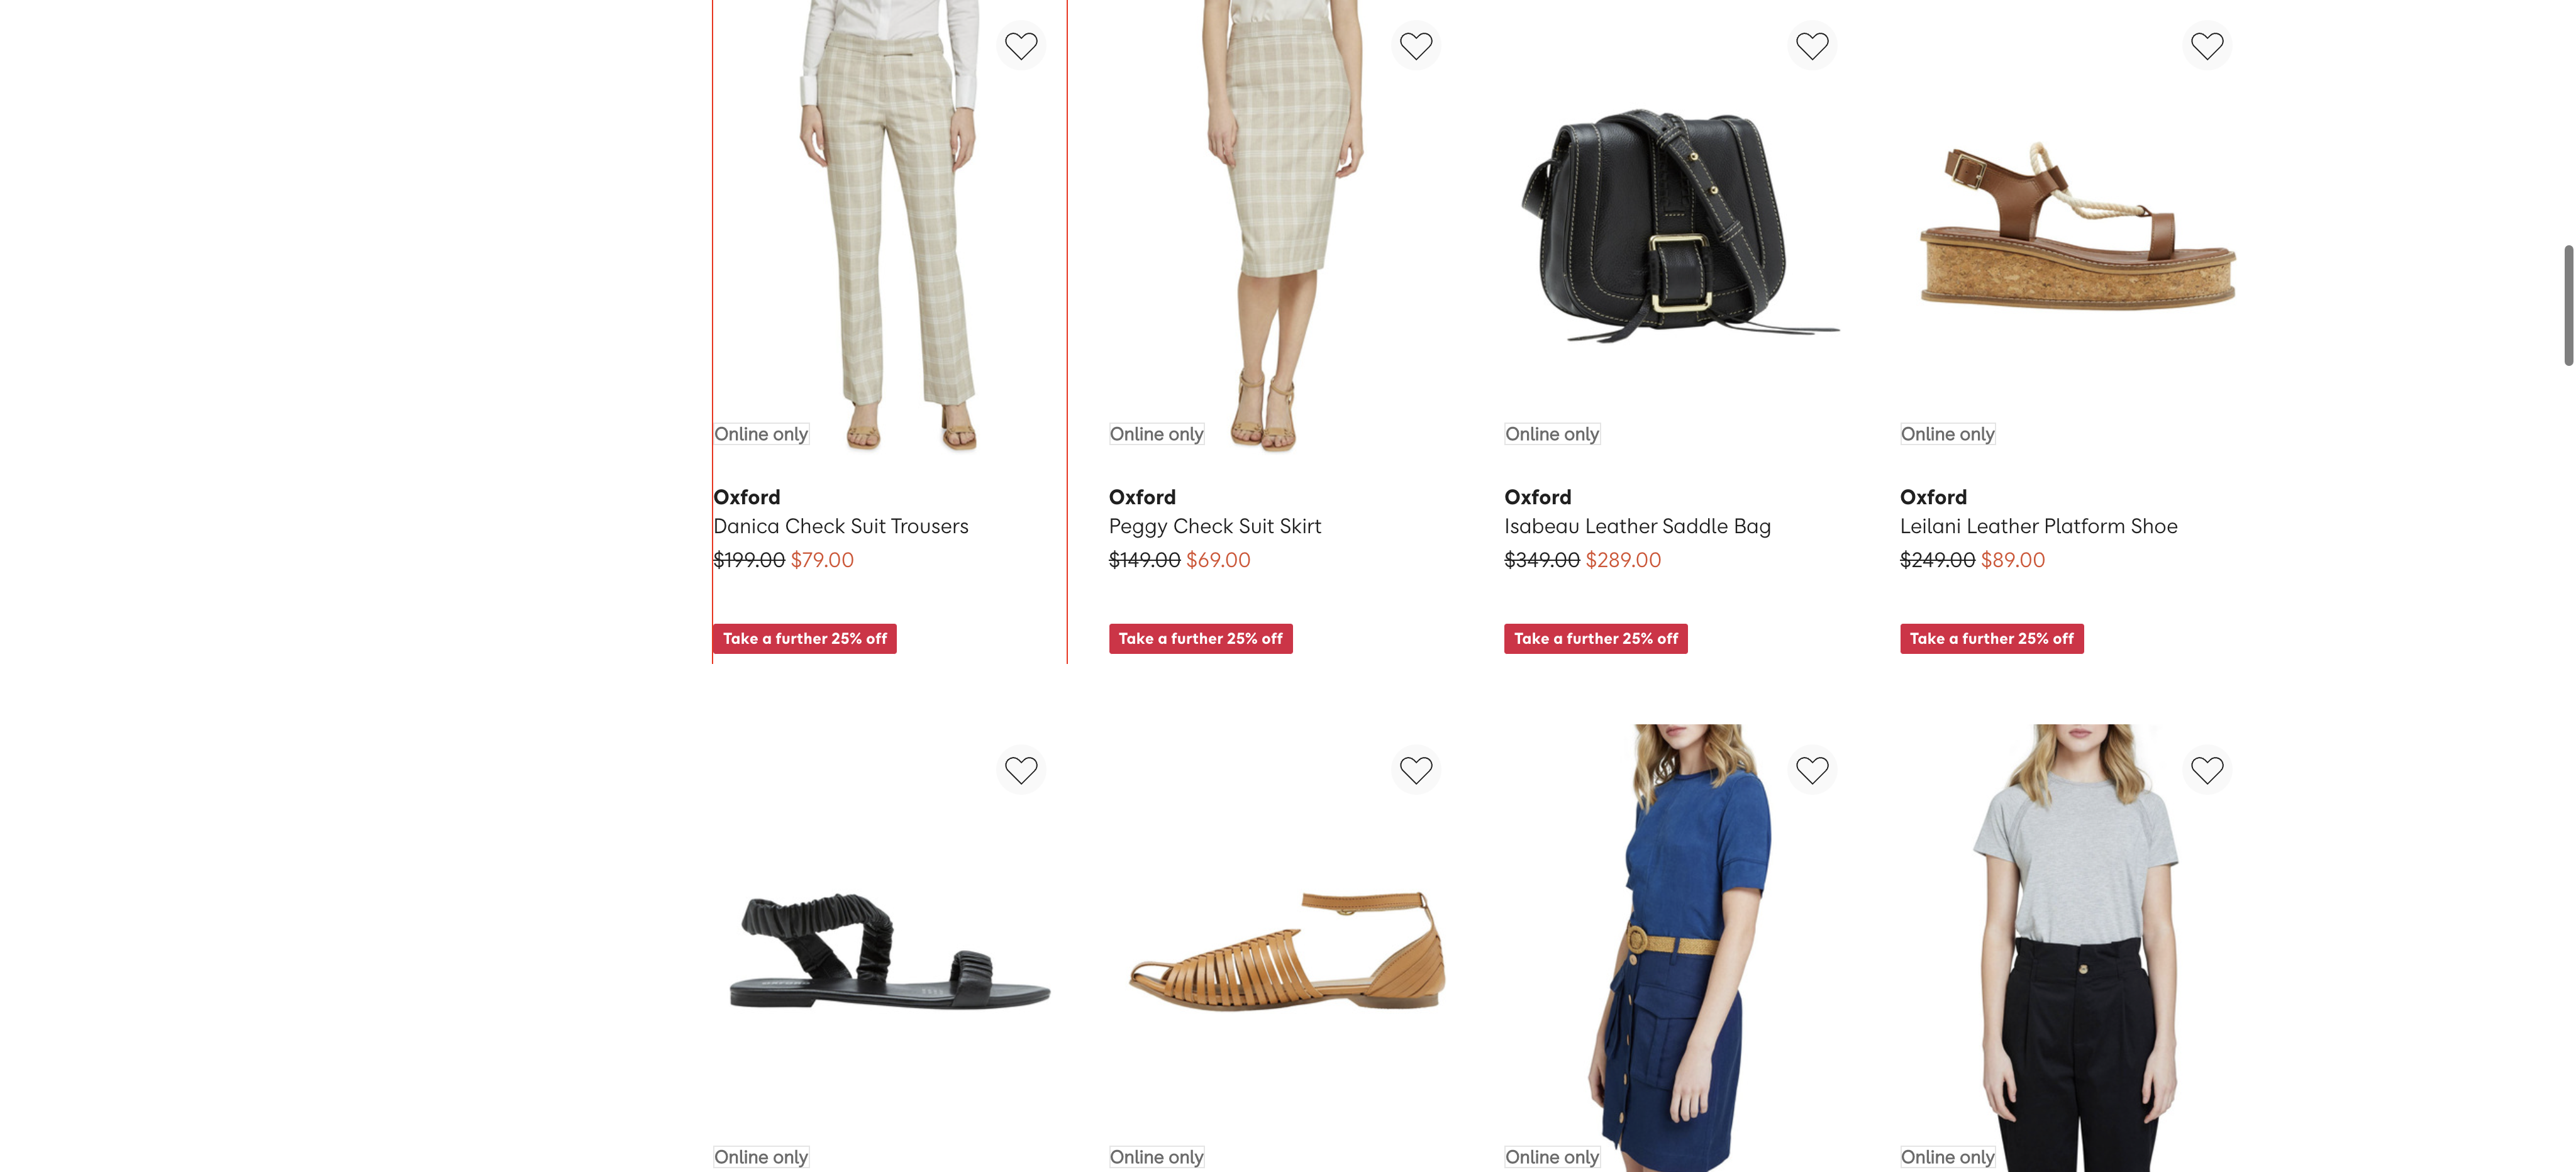 Online only
Oxford
Danica Check Suit Trousers
$199.00 $79.00
Take a further 25% off
Online only
Oxford
Peggy Check Suit Skirt
$149.00 $69.00
Take a further 25% off
Online only
Oxford
Isabeau Leather Saddle Bag
$349.00 $289.00
Take a further 25% off
Online only
Oxford
Leilani Leather Platform Shoe
$249.00 $89.00
Take a further 25% off
Online only
Online only
Online only
Online only